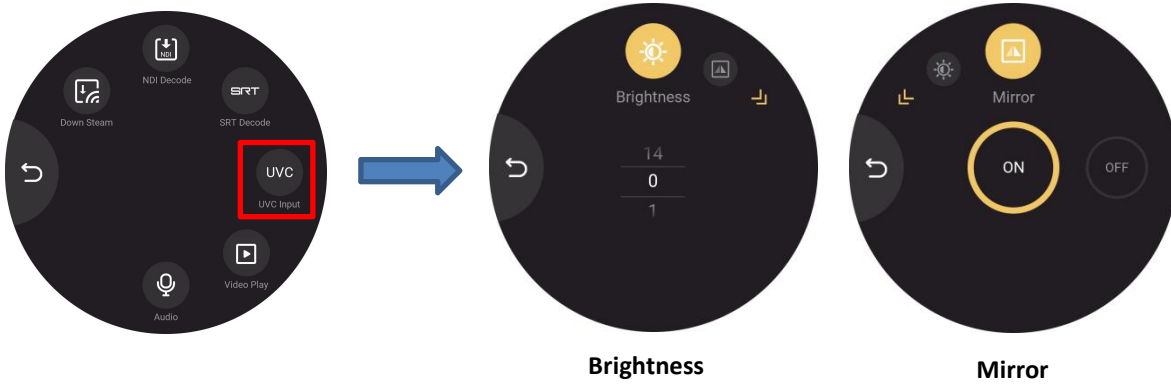 NDI
NDI Decode
Down Steam
SRT
SRT Decode
UVC
UVC Input
Video Play
Audio
Brightness
14
0
1
Mirror
ON
OFF
Brightness
Mirror